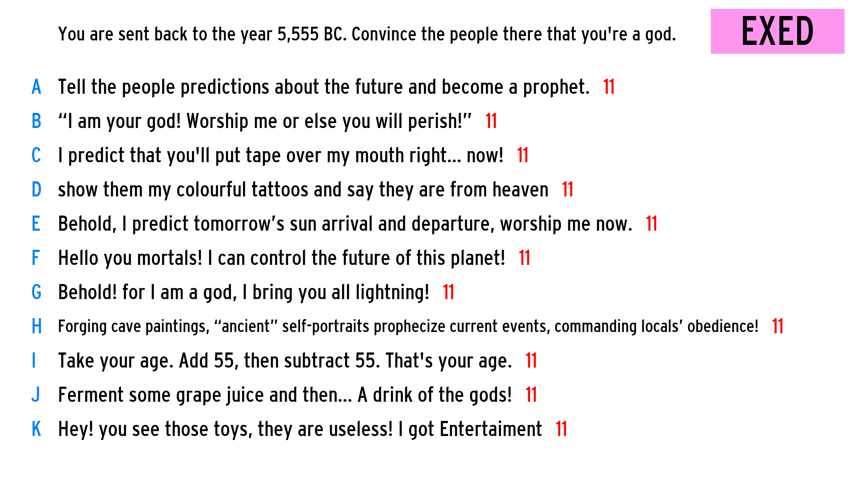 You are sent back to the year 5,555 BC. Convince the people there that you're a god.
EXED
A Tell the people predictions about the future and become a prophet. 11
B “I am your god! Worship me or else you will perish!” 11
C I predict that you'll put tape over my mouth right... now! 11
D show them my colourful tattoos and say they are from heaven 11
E Behold, I predict tomorrow’s sun arrival and departure, worship me now. 11
F Hello you mortals! I can control the future of this planet! 11
G Behold! for I am a god, I bring you all lightning! 11
H Forging cave paintings, “ancient” self-portraits prophecize current events, commanding locals’ obedience! 11
I Take your age. Add 55, then subtract 55. That's your age. 11
J Ferment some grape juice and then... A drink of the gods! 11
K Hey! you see those toys, they are useless! I got Entertaiment 11